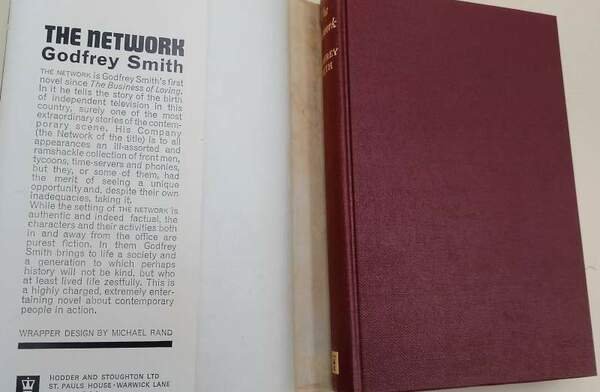 THE NETWORK
Godfrey Smith
THE NETWORK is Godfrey Smith's first
novel since The Business of Loving.
In it he tells the story of the birth
of independent television in this
country, surely one of the most
extraordinary stories of the contem-
porary scene. His Company
(the Network of the title) is to all
appearances an ill-assorted and
ramshackle collection of front men,
tycoons, time-servers and phonies,
but they, or some of them, had
the merit of seeing a unique
opportunity and, despite their own
inadequacies, taking it.
While the setting of THE NETWORK is
authentic and indeed factual, the
characters and their activities both
in and away from the office are
purest fiction. In them Godfrey
Smith brings to life a society and
a generation to which perhaps
history will not be kind, but who
at least lived life zestfully. This is
a highly charged, extremely enter-
taining novel about contemporary
people in action.
WRAPPER DESIGN BY MICHAEL RAND
HODDER AND STOUGHTON LTD
ST. PAULS HOUSE · WARWICK LANE